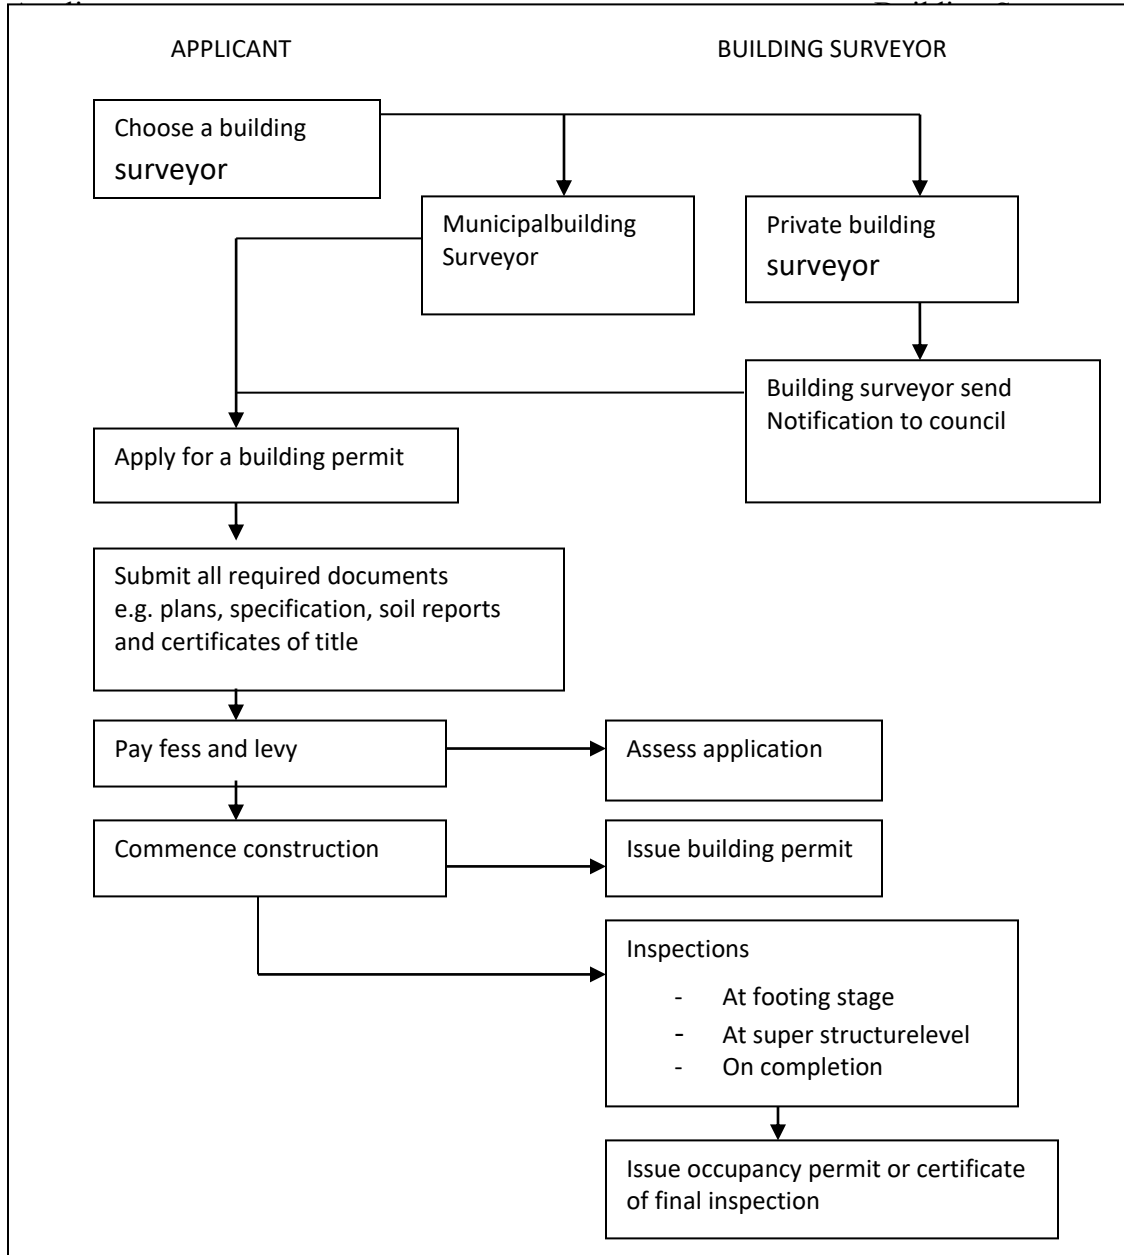 APPLICANT
BUILDING SURVEYOR
Choose a building
surveyor
Municipalbuilding
Surveyor
Private building
surveyor
Building surveyor send
Notification to council
Apply for a building permit
Submit all required documents
e.g. plans, specification, soil reports
and certificates of title
Pay fess and levy
Assess application
Commence construction
Issue building permit
Inspections
- At footing stage
- At super structurelevel
- On completion
Issue occupancy permit or certificate
of final inspection